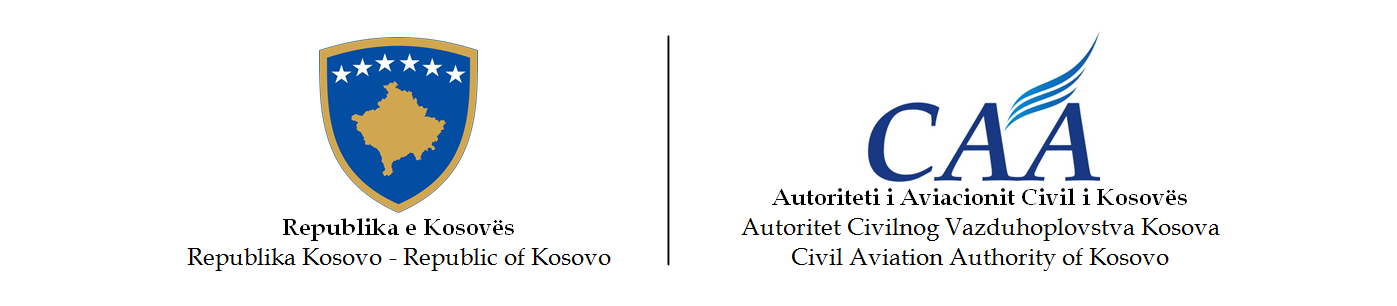 Republika e Kosovës
Republika Kosovo - Republic of Kosovo
CAA
Autoriteti i Aviacionit Civil i Kosovës
Autoritet Civilnog Vazduhoplovstva Kosova
Civil Aviation Authority of Kosovo